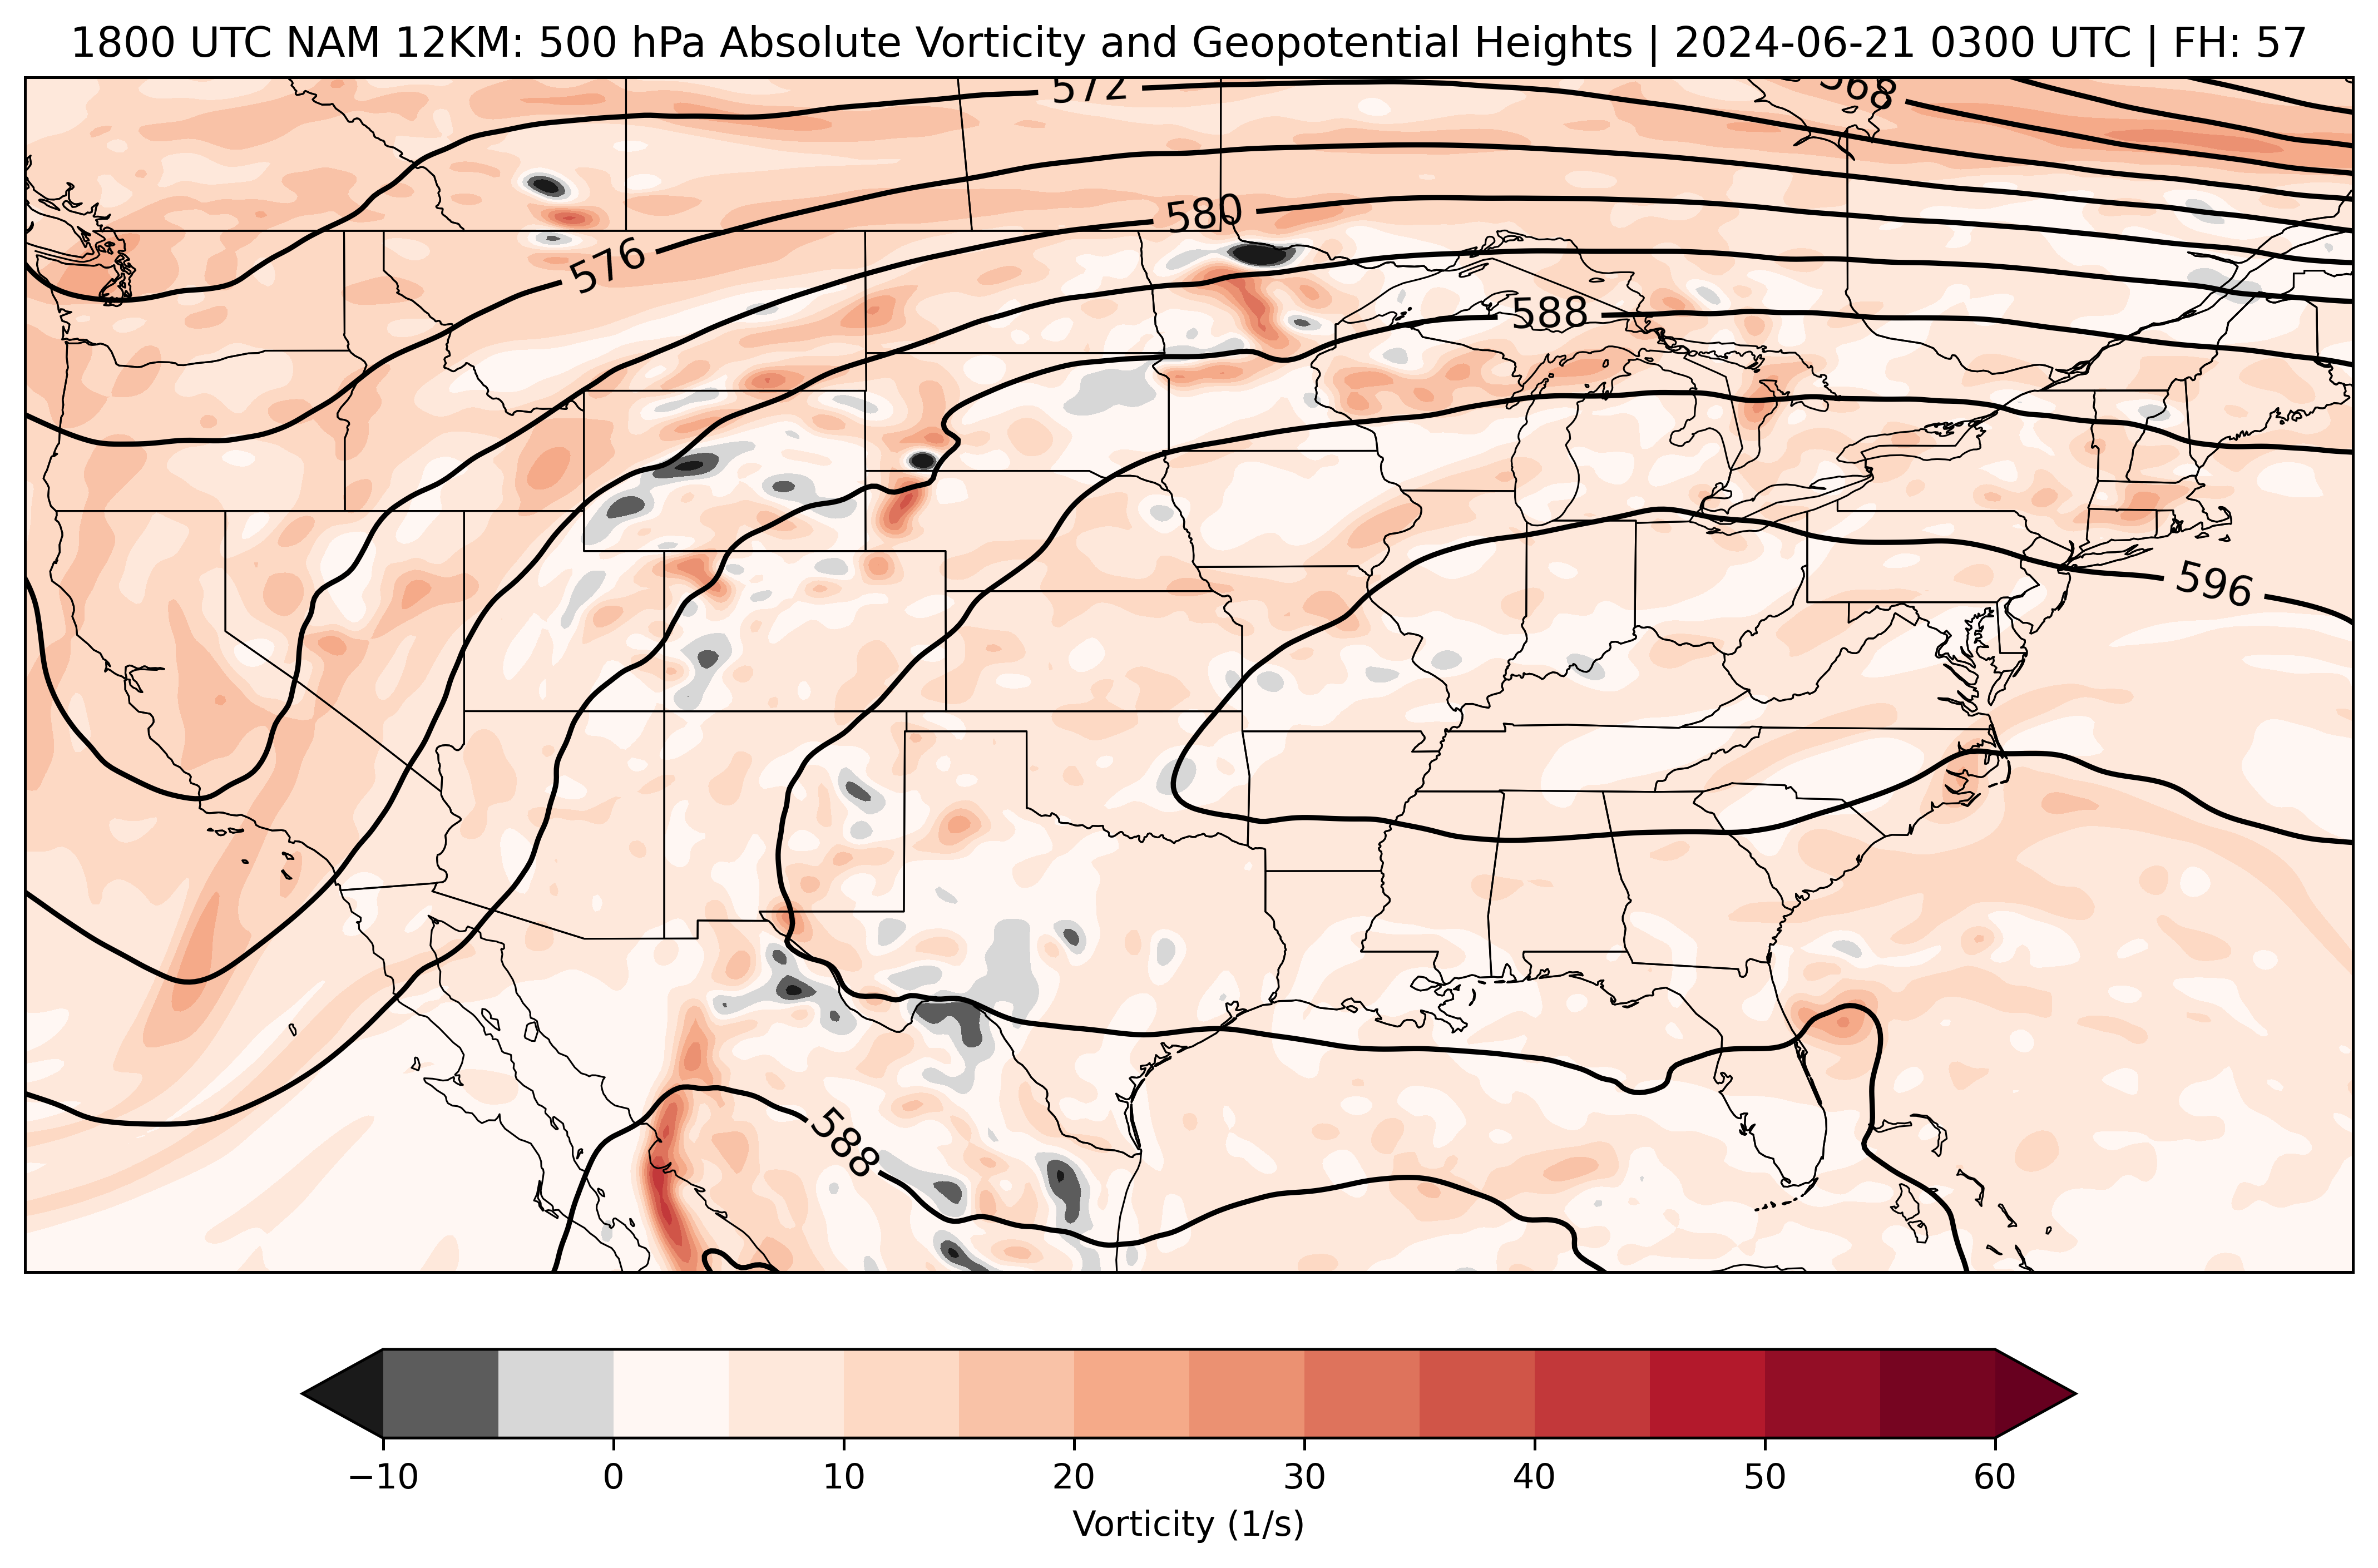 1800 UTC NAM 12KM: 500 hPa Absolute Vorticity and Geopotential Heights | 2024-06-21 0300 UTC | FH: 57
572
568
580
576
588
596
588
−10 0 10 20 30 40 50 60
Vorticity (1/s)